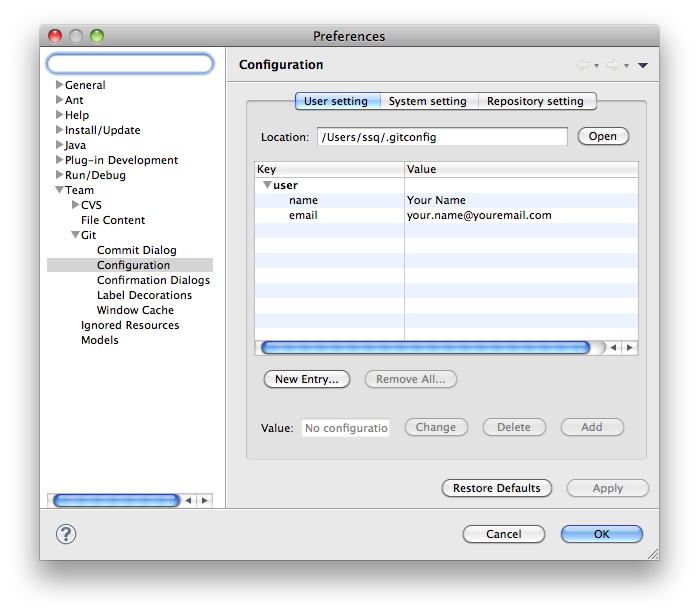 Preferences
General
Ant
Help
Install/Update
Java
Plug-in Development
Run/Debug
Team
CVS
File Content
Git
Commit Dialog
Configuration
Confirmation Dialogs
Label Decorations
Window Cache
Ignored Resources
Models
Configuration
User setting System setting Repository setting
Location: /Users/ssq/.gitconfig Open
Key Value
user
name Your Name
email your.name@youremail.com
New Entry... Remove All...
Value: No configuratio Change Delete Add
Restore Defaults Apply
? Cancel OK